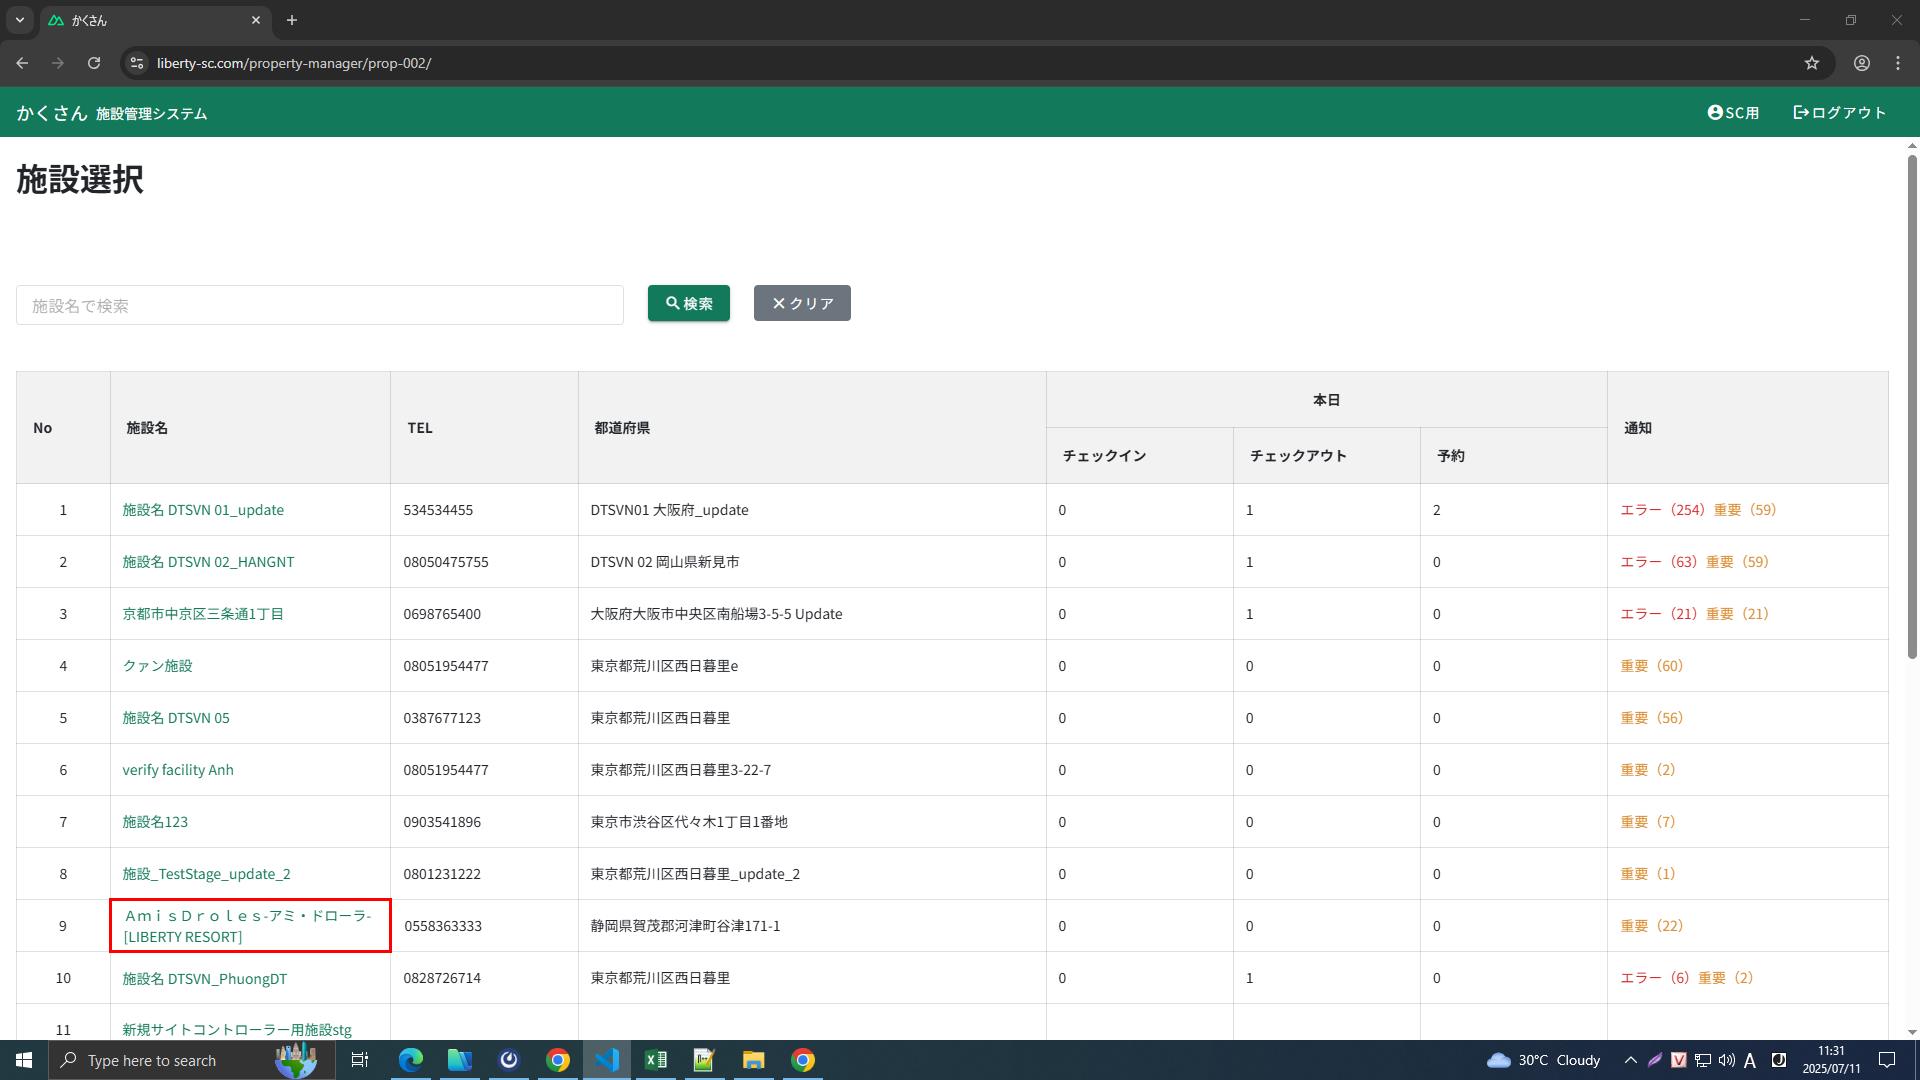 かくさん
liberty-sc.com/property-manager/prop-002/
かくさん 施設管理システム
SC用
ログアウト
施設選択
施設名で検索
検索
クリア
No 施設名 TEL 都道府県 本日 通知
チェックイン チェックアウト 予約
1 施設名 DTSVN 01_update 534534455 DTSVN01 大阪府_update 0 1 2 エラー（254）重要（59）
2 施設名 DTSVN 02_HANGNT 08050475755 DTSVN 02 岡山県新見市 0 1 0 エラー（63）重要（59）
3 京都市中京区三条通1丁目 0698765400 大阪府大阪市中央区南船場3-5-5 Update 0 1 0 エラー（21）重要（21）
4 クァン施設 08051954477 東京都荒川区西日暮里e 0 0 0 重要（60）
5 施設名 DTSVN 05 0387677123 東京都荒川区西日暮里 0 0 0 重要（56）
6 verify facility Anh 08051954477 東京都荒川区西日暮里3-22-7 0 0 0 重要（2）
7 施設名123 0903541896 東京市渋谷区代々木1丁目1番地 0 0 0 重要（7）
8 施設_TestStage_update_2 0801231222 東京都荒川区西日暮里_update_2 0 0 0 重要（1）
9 ＡｍｉｓＤｒｏｌｅｓ-アミ・ドローラ- 0558363333 静岡県賀茂郡河津町谷津171-1 0 0 0 重要（22）
[LIBERTY RESORT]
10 施設名 DTSVN_PhuongDT 0828726714 東京都荒川区西日暮里 0 1 0 エラー（6）重要（2）
11 新規サイトコントローラー用施設stg
Type here to search
30°C Cloudy
A
11:31
2025/07/11